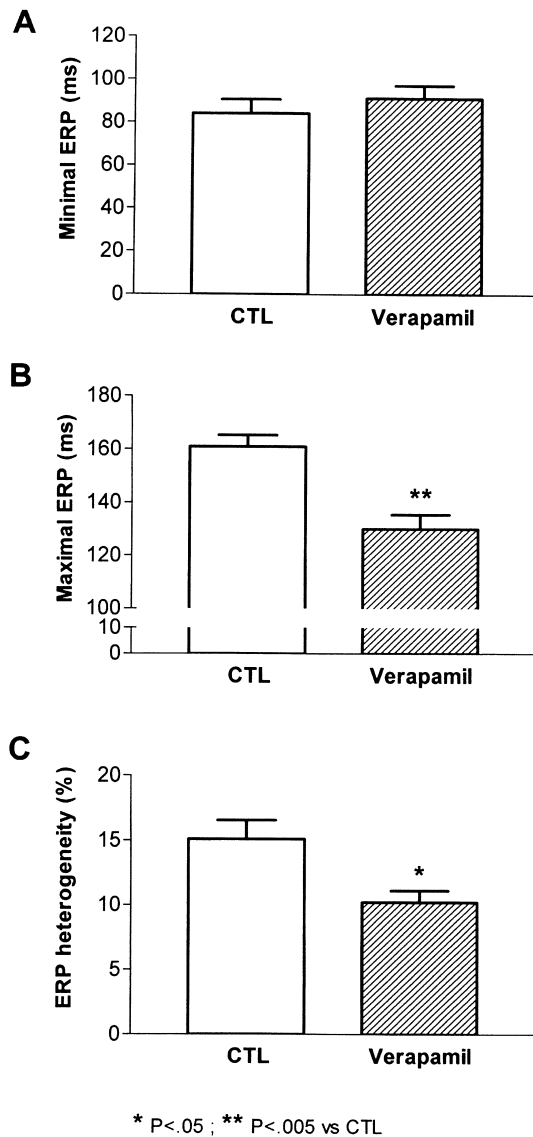 A
Minimal ERP (ms)
120
100
80
60
40
20
0
CTL
Verapamil
B
Maximal ERP (ms)
180
160
140
120
100
10
0
**
CTL
Verapamil
C
ERP heterogeneity (%)
20
15
10
5
0
*
CTL
Verapamil
* P<.05 ; ** P<.005 vs CTL